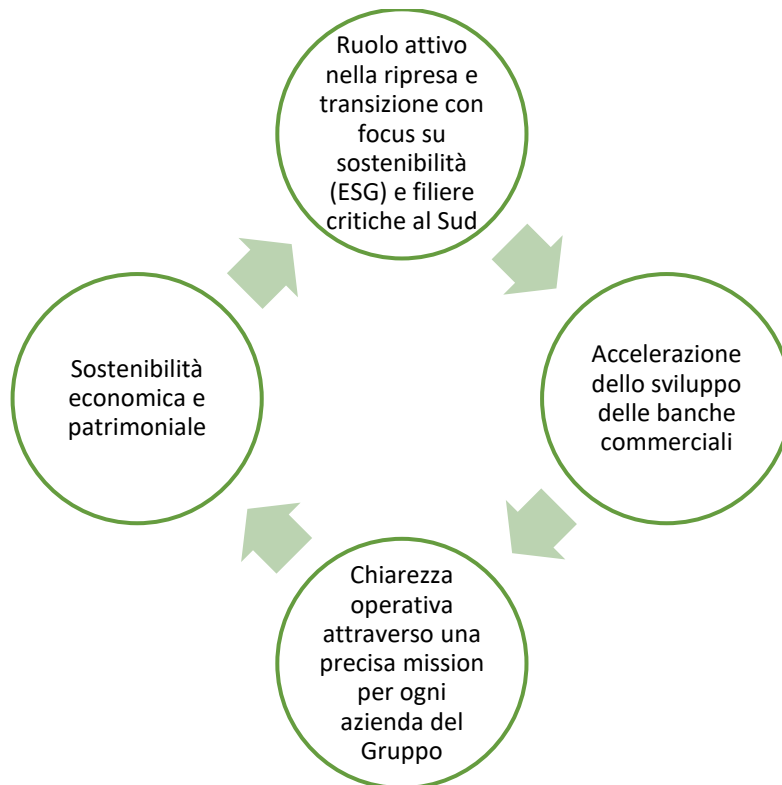 Ruolo attivo
nella ripresa e
transizione con
focus su
sostenibilità
(ESG) e filiere
critiche al Sud
Accelerazione
dello sviluppo
delle banche
commerciali
Chiarezza
operativa
attraverso una
precisa mission
per ogni
azienda del
Gruppo
Sostenibilità
economica e
patrimoniale